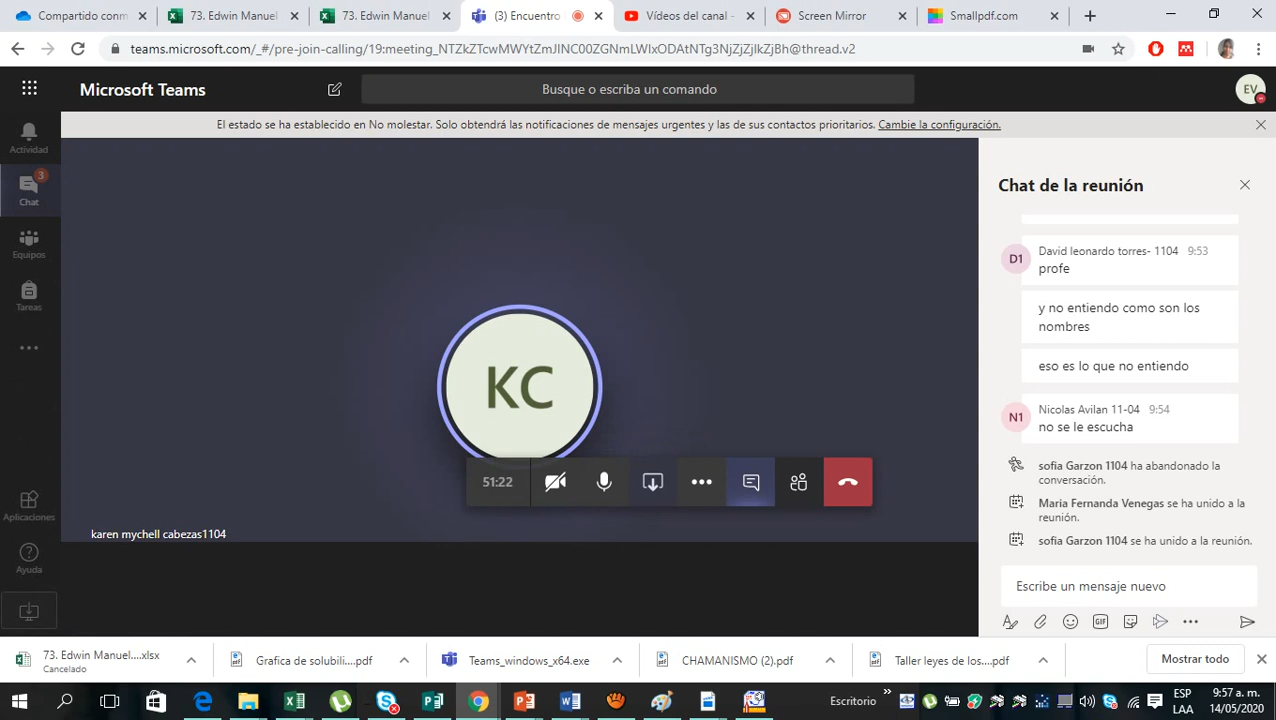 Compartido conm
73. Edwin Manuel
73. Edwin Manuel
(3) Encuentro
Vídeos del canal -
Screen Mirror
Smallpdf.com
teams.microsoft.com/_#/pre-join-calling/19:meeting_NTZkZTcwMWYtZmJlNC00ZGNmLWIxODAtNTg3NjZjZjlkZjBh@thread.v2
Microsoft Teams
Busque o escriba un comando
EV
El estado se ha establecido en No molestar. Solo obtendrá las notificaciones de mensajes urgentes y las de sus contactos prioritarios. Cambie la configuración.
Actividad
3
Chat
Equipos
Tareas
Aplicaciones
Ayuda
KC
51:22
karen mychell cabezas1104
Chat de la reunión
D1
David leonardo torres- 1104 9:53
profe
y no entiendo como son los
nombres
eso es lo que no entiendo
N1
Nicolas Avilan 11-04 9:54
no se le escucha
sofia Garzon 1104 ha abandonado la
conversación.
Maria Fernanda Venegas se ha unido a la
reunión.
sofia Garzon 1104 se ha unido a la reunión.
Escribe un mensaje nuevo
GIF
73. Edwin Manuel....xlsx
Cancelado
Grafica de solubili....pdf
Teams_windows_x64.exe
CHAMANISMO (2).pdf
Taller leyes de los....pdf
Mostrar todo
Escritorio
ESP
LAA
9:57 a. m.
14/05/2020